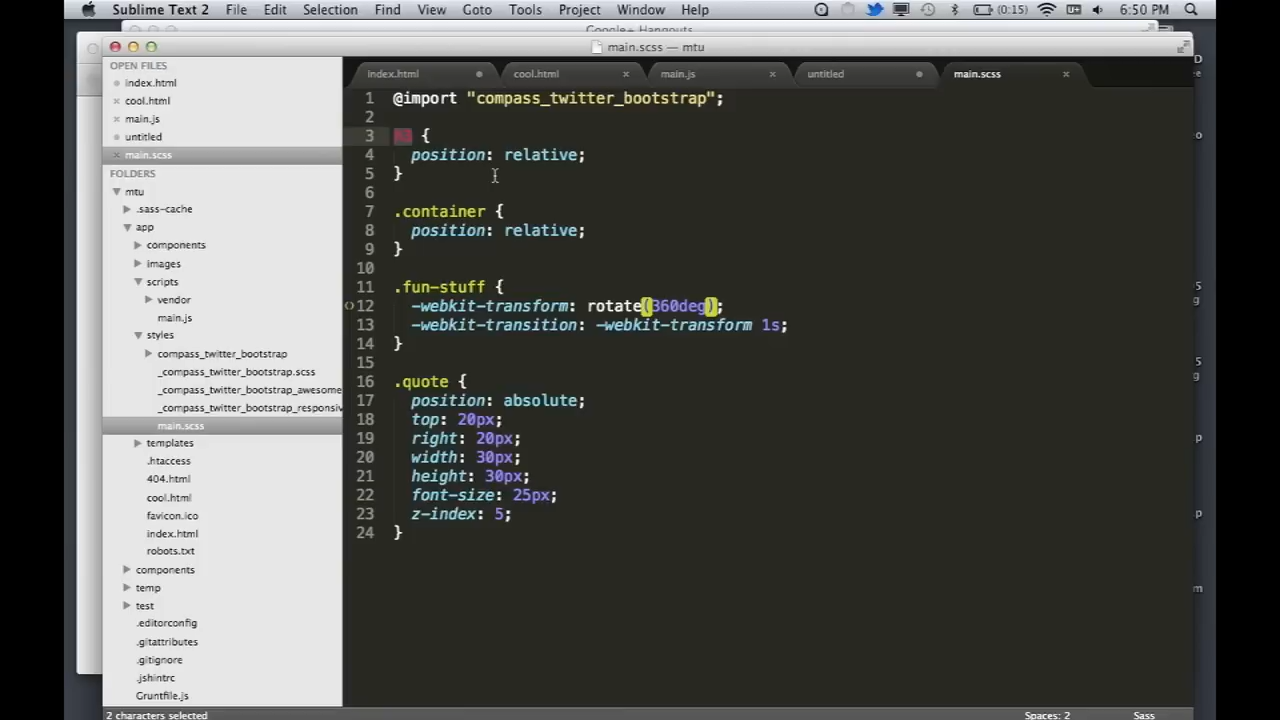 Sublime Text 2 File Edit Selection Find View Goto Tools Project Window Help (0:15) 6:50 PM
Google+ Hangouts
main.scss — mtu
OPEN FILES
index.html
cool.html
main.js
untitled
main.scss
FOLDERS
mtu
.sass-cache
app
components
images
scripts
vendor
main.js
styles
compass_twitter_bootstrap
_compass_twitter_bootstrap.scss
_compass_twitter_bootstrap_awesome
_compass_twitter_bootstrap_responsiv
main.scss
templates
.htaccess
404.html
cool.html
favicon.ico
index.html
robots.txt
components
temp
test
.editorconfig
.gitattributes
.gitignore
.jshintrc
Gruntfile.js
index.html cool.html main.js untitled main.scss
1 @import "compass_twitter_bootstrap";
2
3 {
4 position: relative;
5 }
6
7 .container {
8 position: relative;
9 }
10
11 .fun-stuff {
12 -webkit-transform: rotate(360deg);
13 -webkit-transition: -webkit-transform 1s;
14 }
15
16 .quote {
17 position: absolute;
18 top: 20px;
19 right: 20px;
20 width: 30px;
21 height: 30px;
22 font-size: 25px;
23 z-index: 5;
24 }
2 characters selected Spaces: 2 Sass